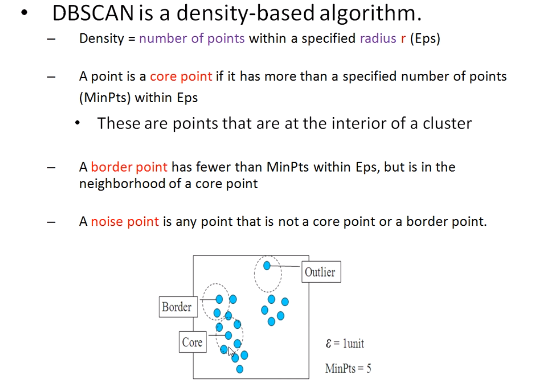 • DBSCAN is a density-based algorithm.
– Density = number of points within a specified radius r (Eps)
– A point is a core point if it has more than a specified number of points
(MinPts) within Eps
• These are points that are at the interior of a cluster
– A border point has fewer than MinPts within Eps, but is in the
neighborhood of a core point
– A noise point is any point that is not a core point or a border point.
Outlier
Border
Core
ε = 1unit
MinPts = 5